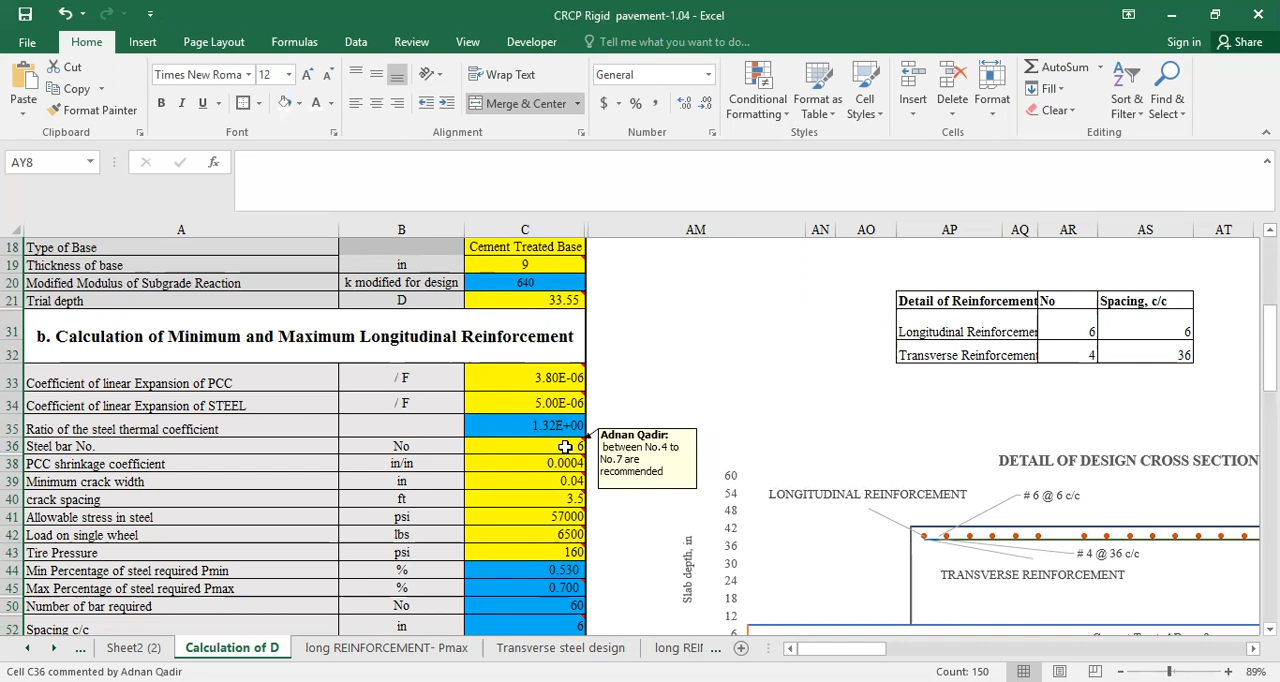 CRCP Rigid  pavement-1.04 - Excel
File Home Insert Page Layout Formulas Data Review View Developer Tell me what you want to do... Sign in Share
Paste Cut Copy Format Painter
Times New Roma 12 A A
B I U A
Wrap Text
Merge & Center
General
$ % ,
Conditional Formatting
Format as Table
Cell Styles
Insert Delete Format
AutoSum
Fill
Clear
Sort & Filter
Find & Select
Clipboard Font Alignment Number Styles Cells Editing
AY8 fx
A B C AM AN AO AP AQ AR AS AT
18 Type of Base Cement Treated Base
19 Thickness of base in 9
20 Modified Modulus of Subgrade Reaction k modified for design 640
21 Trial depth D 33.55
31 b. Calculation of Minimum and Maximum Longitudinal Reinforcement
32
33 Coefficient of linear Expansion of PCC / F 3.80E-06
34 Coefficient of linear Expansion of STEEL / F 5.00E-06
35 Ratio of the steel thermal coefficient 1.32E+00
36 Steel bar No. No 6
38 PCC shrinkage coefficient in/in 0.0004
39 Minimum crack width in 0.04
40 crack spacing ft 3.5
41 Allowable stress in steel psi 57000
42 Load on single wheel lbs 6500
43 Tire Pressure psi 160
44 Min Percentage of steel required Pmin % 0.530
45 Max Percentage of steel required Pmax % 0.700
50 Number of bar required No 60
52 Spacing c/c in 6
Adnan Qadir:
between No.4 to
No.7 are
recommended
Detail of Reinforcement No Spacing, c/c
Longitudinal Reinforcemen 6 6
Transverse Reinforcement 4 36
DETAIL OF DESIGN CROSS SECTION
LONGITUDINAL REINFORCEMENT
# 6 @ 6 c/c
# 4 @ 36 c/c
TRANSVERSE REINFORCEMENT
Slab depth, in
60
54
48
42
36
30
24
18
12
6
... Sheet2 (2) Calculation of D long REINFORCEMENT- Pmax Transverse steel design long REII ...
Cell C36 commented by Adnan Qadir Count: 150 89%